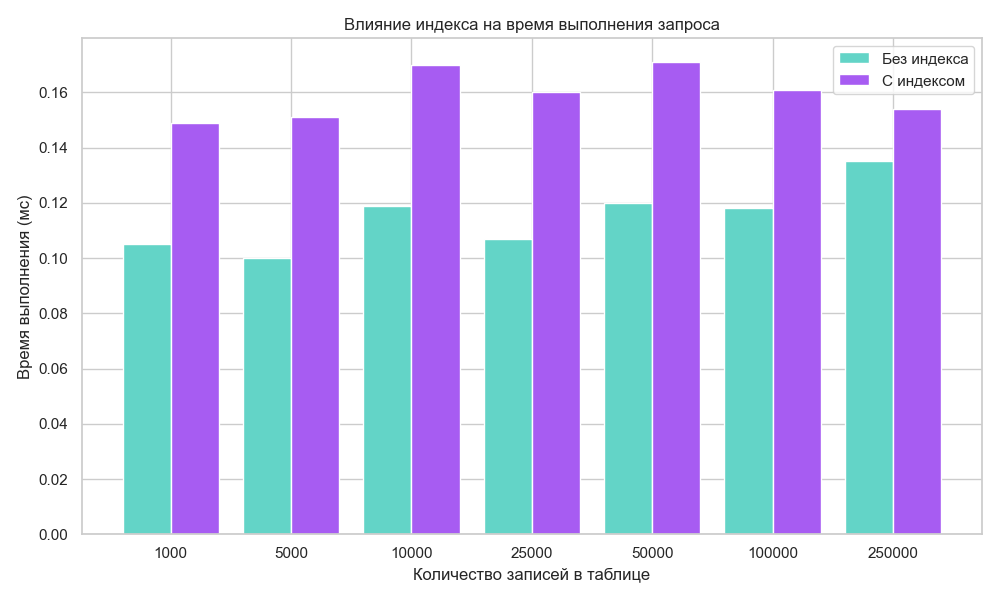 Влияние индекса на время выполнения запроса
Без индекса
С индексом
Время выполнения (мс)
0.16
0.14
0.12
0.10
0.08
0.06
0.04
0.02
0.00
1000 5000 10000 25000 50000 100000 250000
Количество записей в таблице